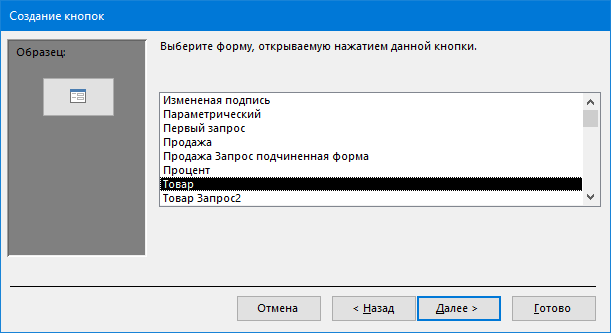 Создание кнопок
Образец:
Выберите форму, открываемую нажатием данной кнопки.
Измененая подпись
Параметрический
Первый запрос
Продажа
Продажа Запрос подчиненная форма
Процент
Товар
Товар Запрос2
Отмена
< Назад
Далее >
Готово